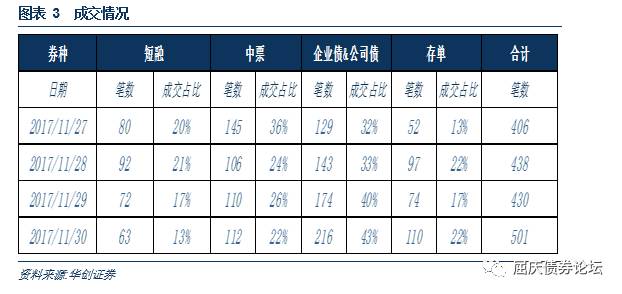 图表 3 成交情况
券种 短融 中票 企业债&公司债 存单 合计
日期 笔数 成交占比 笔数 成交占比 笔数 成交占比 笔数 成交占比 笔数
2017/11/27 80 20% 145 36% 129 32% 52 13% 406
2017/11/28 92 21% 106 24% 143 33% 97 22% 438
2017/11/29 72 17% 110 26% 174 40% 74 17% 430
2017/11/30 63 13% 112 22% 216 43% 110 22% 501
资料来源:华创证券
屈庆债券论坛